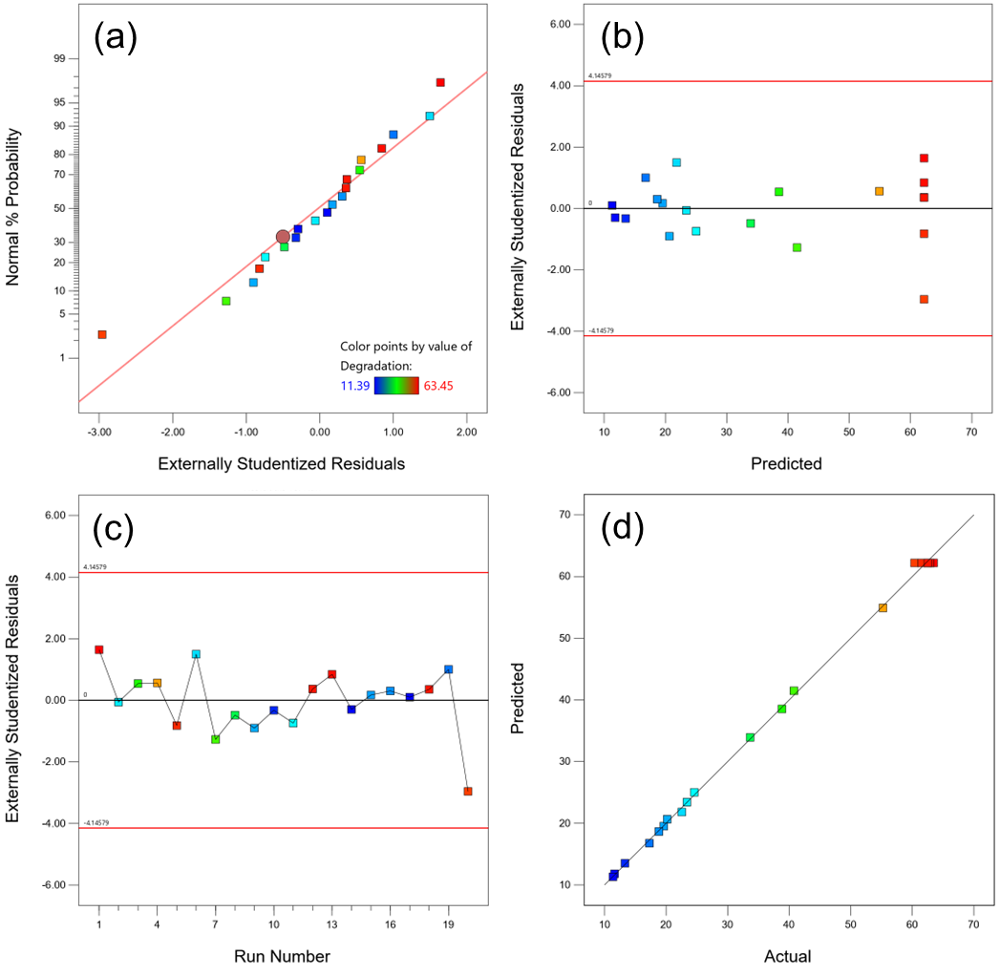 (a)
99
95
90
80
70
50
30
20
10
5
1
Normal % Probability
Color points by value of
Degradation:
11.39 63.45
-3.00 -2.00 -1.00 0.00 1.00 2.00
Externally Studentized Residuals
(b)
6.00
4.14579
4.00
2.00
0
0.00
-2.00
-4.14579
-4.00
-6.00
Externally Studentized Residuals
10 20 30 40 50 60 70
Predicted
(c)
6.00
4.14579
4.00
2.00
0
0.00
-2.00
-4.14579
-4.00
-6.00
Externally Studentized Residuals
1 4 7 10 13 16 19
Run Number
(d)
70
60
50
40
30
20
10
Predicted
10 20 30 40 50 60 70
Actual